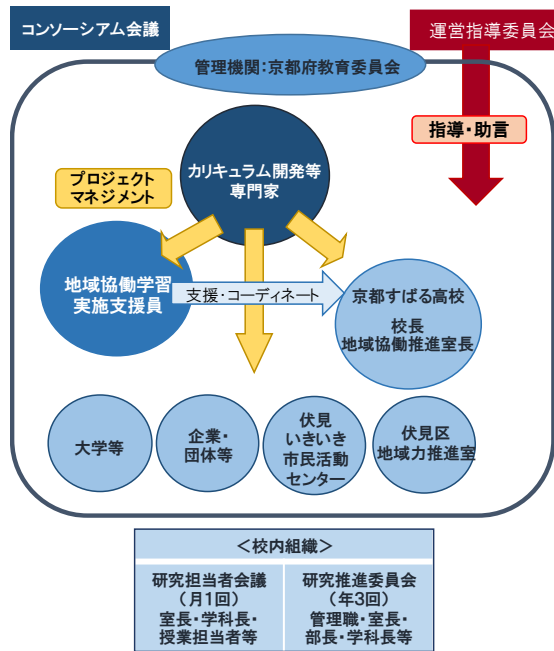 コンソーシアム会議
運営指導委員会
管理機関:京都府教育委員会
指導・助言
カリキュラム開発等
専門家
プロジェクト
マネジメント
地域協働学習
実施支援員
支援・コーディネート
京都すばる高校
校長
地域協働推進室長
大学等
企業・
団体等
伏見
いきいき
市民活動
センター
伏見区
地域力推進室
<校内組織>
研究担当者会議
(月1回)
室長・学科長・
授業担当者等
研究推進委員会
(年3回)
管理職・室長・
部長・学科長等